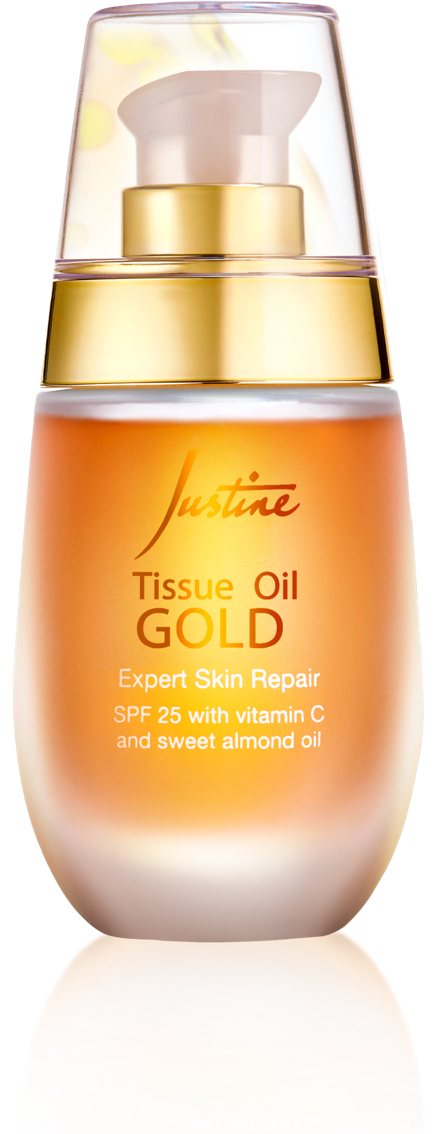 Justine
Tissue Oil
GOLD
Expert Skin Repair
SPF 25 with vitamin C
and sweet almond oil